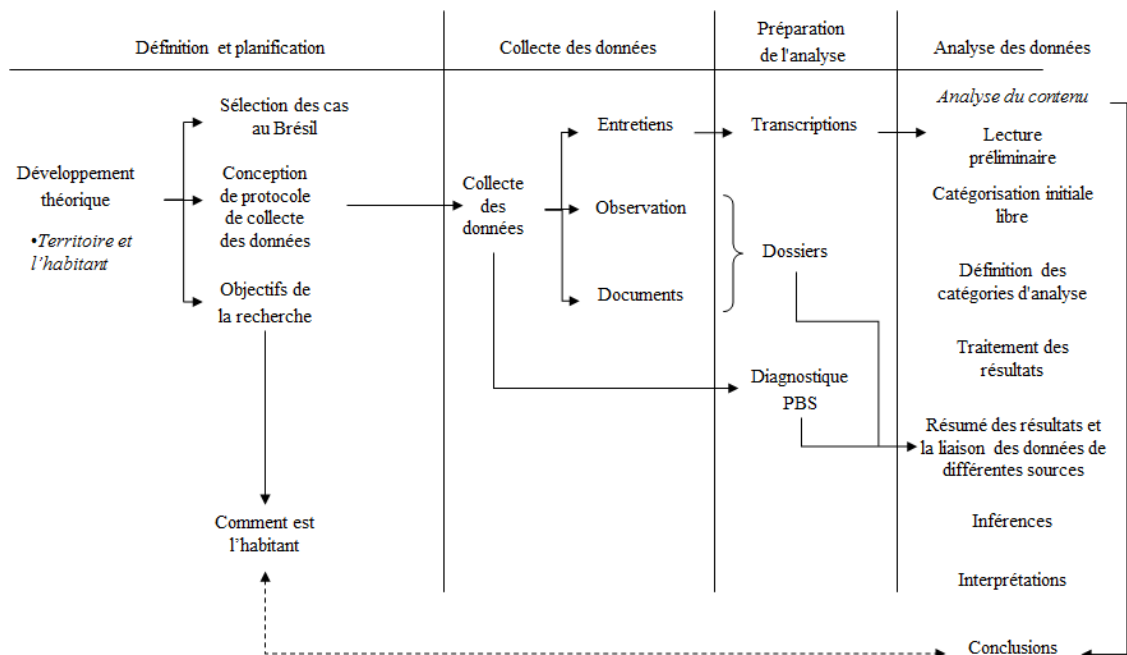 Définition et planification
Collecte des données
Préparation
de l'analyse
Analyse des données
Développement
théorique
•Territoire et
l’habitant
Sélection des cas
au Brésil
Conception
de protocole
de collecte
des données
Objectifs de
la recherche
Comment est
l’habitant
Collecte
des
données
Entretiens
Observation
Documents
Transcriptions
Dossiers
Diagnostique
PBS
Analyse du contenu
Lecture
préliminaire
Catégorisation initiale
libre
Définition des
catégories d'analyse
Traitement des
résultats
Résumé des résultats et
la liaison des données de
différentes sources
Inférences
Interprétations
Conclusions